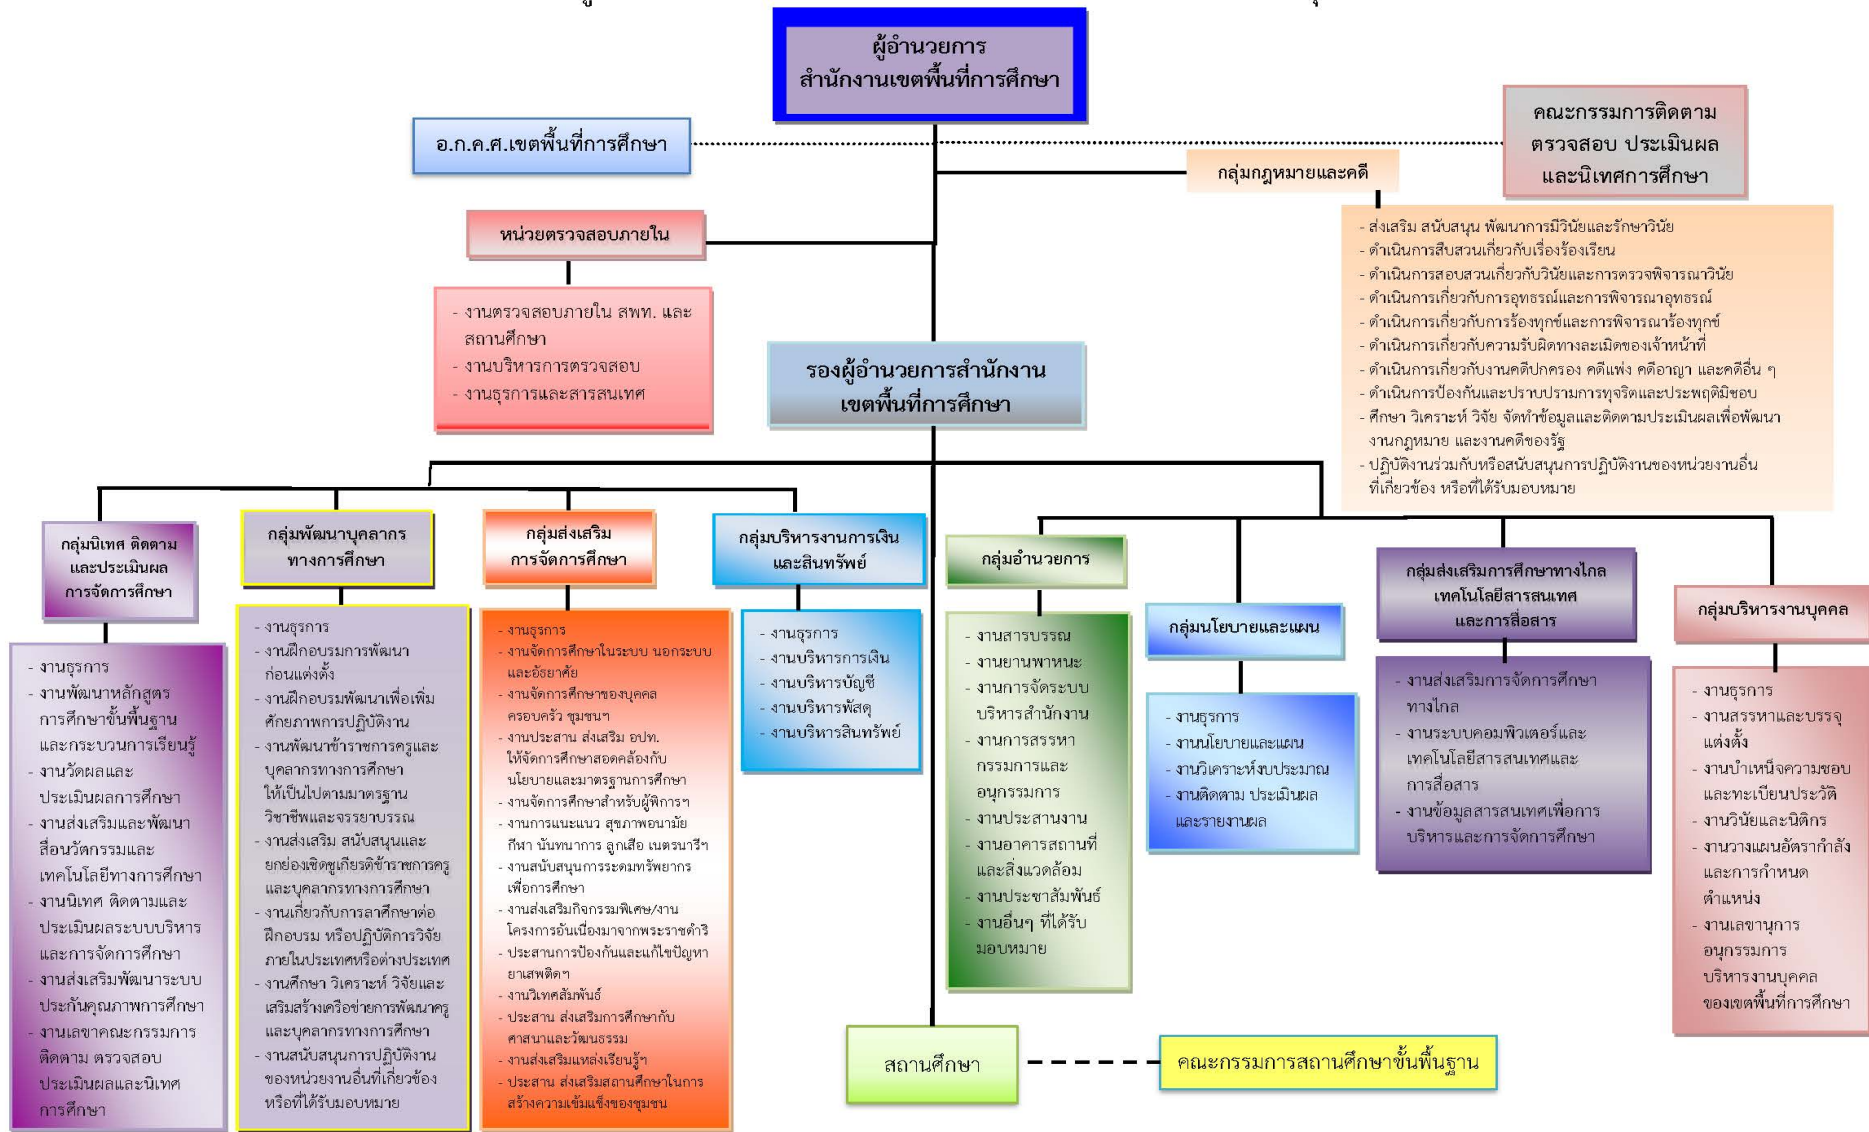 ผู้อำนวยการ
สำนักงานเขตพื้นที่การศึกษา
อ.ก.ค.ศ.เขตพื้นที่การศึกษา
คณะกรรมการติดตาม
ตรวจสอบ ประเมินผล
และนิเทศการศึกษา
กลุ่มกฎหมายและคดี
- ส่งเสริม สนับสนุน พัฒนาการมีวินัยและรักษาวินัย
- ดำเนินการสืบสวนเกี่ยวกับเรื่องร้องเรียน
- ดำเนินการสอบสวนเกี่ยวกับวินัยและการตรวจพิจารณาวินัย
- ดำเนินการเกี่ยวกับการอุทธรณ์และการพิจารณาอุทธรณ์
- ดำเนินการเกี่ยวกับการร้องทุกข์และการพิจารณาร้องทุกข์
- ดำเนินการเกี่ยวกับความรับผิดทางละเมิดของเจ้าหน้าที่
- ดำเนินการเกี่ยวกับงานคดีปกครอง คดีแพ่ง คดีอาญา และคดีอื่น ๆ
- ดำเนินการป้องกันและปราบปรามการทุจริตและประพฤติมิชอบ
- ศึกษา วิเคราะห์ วิจัย จัดทำข้อมูลและติดตามประเมินผลเพื่อพัฒนา
งานกฎหมาย และงานคดีของรัฐ
- ปฏิบัติงานร่วมกับหรือสนับสนุนการปฏิบัติงานของหน่วยงานอื่น
ที่เกี่ยวข้อง หรือที่ได้รับมอบหมาย
หน่วยตรวจสอบภายใน
- งานตรวจสอบภายใน สพท. และ
สถานศึกษา
- งานบริหารการตรวจสอบ
- งานธุรการและสารสนเทศ
รองผู้อำนวยการสำนักงาน
เขตพื้นที่การศึกษา
กลุ่มนิเทศ ติดตาม
และประเมินผล
การจัดการศึกษา
- งานธุรการ
- งานพัฒนาหลักสูตร
การศึกษาขั้นพื้นฐาน
และกระบวนการเรียนรู้
- งานวัดผลและ
ประเมินผลการศึกษา
- งานส่งเสริมและพัฒนา
สื่อนวัตกรรมและ
เทคโนโลยีทางการศึกษา
- งานนิเทศ ติดตามและ
ประเมินผลระบบบริหาร
และการจัดการศึกษา
- งานส่งเสริมพัฒนาระบบ
ประกันคุณภาพการศึกษา
- งานเลขาคณะกรรมการ
ติดตาม ตรวจสอบ
ประเมินผลและนิเทศ
การศึกษา
กลุ่มพัฒนาบุคลากร
ทางการศึกษา
- งานธุรการ
- งานฝึกอบรมการพัฒนา
ก่อนแต่งตั้ง
- งานฝึกอบรมพัฒนาเพื่อเพิ่ม
ศักยภาพการปฏิบัติงาน
- งานพัฒนาข้าราชการครูและ
บุคลากรทางการศึกษา
ให้เป็นไปตามมาตรฐาน
วิชาชีพและจรรยาบรรณ
- งานส่งเสริม สนับสนุนและ
ยกย่องเชิดชูเกียรติข้าราชการครู
และบุคลากรทางการศึกษา
- งานเกี่ยวกับการลาศึกษาต่อ
ฝึกอบรม หรือปฏิบัติการวิจัย
ภายในประเทศหรือต่างประเทศ
- งานศึกษา วิเคราะห์ วิจัยและ
เสริมสร้างเครือข่ายการพัฒนาครู
และบุคลากรทางการศึกษา
- งานสนับสนุนการปฏิบัติงาน
ของหน่วยงานอื่นที่เกี่ยวข้อง
หรือที่ได้รับมอบหมาย
กลุ่มส่งเสริม
การจัดการศึกษา
- งานธุรการ
- งานจัดการศึกษาในระบบ นอกระบบ
และอัธยาศัย
- งานจัดการศึกษาของบุคคล
ครอบครัว ชุมชนฯ
- งานประสาน ส่งเสริม อปท.
ให้จัดการศึกษาสอดคล้องกับ
นโยบายและมาตรฐานการศึกษา
- งานจัดการศึกษาสำหรับผู้พิการฯ
- งานการแนะแนว สุขภาพอนามัย
กีฬา นันทนาการ ลูกเสือ เนตรนารีฯ
- งานสนับสนุนการระดมทรัพยากร
เพื่อการศึกษา
- งานส่งเสริมกิจกรรมพิเศษ/งาน
โครงการอันเนื่องมาจากพระราชดำริ
- ประสานการป้องกันและแก้ไขปัญหา
ยาเสพติดฯ
- งานวิเทศสัมพันธ์
- ประสาน ส่งเสริมการศึกษากับ
ศาสนาและวัฒนธรรม
- งานส่งเสริมแหล่งเรียนรู้ฯ
- ประสาน ส่งเสริมสถานศึกษาในการ
สร้างความเข้มแข็งของชุมชน
กลุ่มบริหารงานการเงิน
และสินทรัพย์
- งานธุรการ
- งานบริหารการเงิน
- งานบริหารบัญชี
- งานบริหารพัสดุ
- งานบริหารสินทรัพย์
กลุ่มอำนวยการ
- งานสารบรรณ
- งานยานพาหนะ
- งานการจัดระบบ
บริหารสำนักงาน
- งานการสรรหา
กรรมการและ
อนุกรรมการ
- งานประสานงาน
- งานอาคารสถานที่
และสิ่งแวดล้อม
- งานประชาสัมพันธ์
- งานอื่นๆ ที่ได้รับ
มอบหมาย
กลุ่มนโยบายและแผน
- งานธุรการ
- งานนโยบายและแผน
- งานวิเคราะห์งบประมาณ
- งานติดตาม ประเมินผล
และรายงานผล
กลุ่มส่งเสริมการศึกษาทางไกล
เทคโนโลยีสารสนเทศ
และการสื่อสาร
- งานส่งเสริมการจัดการศึกษา
ทางไกล
- งานระบบคอมพิวเตอร์และ
เทคโนโลยีสารสนเทศและ
การสื่อสาร
- งานข้อมูลสารสนเทศเพื่อการ
บริหารและการจัดการศึกษา
กลุ่มบริหารงานบุคคล
- งานธุรการ
- งานสรรหาและบรรจุ
แต่งตั้ง
- งานบำเหน็จความชอบ
และทะเบียนประวัติ
- งานวินัยและนิติกร
- งานวางแผนอัตรากำลัง
และการกำหนด
ตำแหน่ง
- งานเลขานุการ
อนุกรรมการ
บริหารงานบุคคล
ของเขตพื้นที่การศึกษา
สถานศึกษา
คณะกรรมการสถานศึกษาขั้นพื้นฐาน